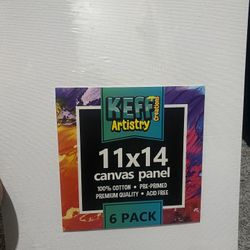 KEFF
Creations
Artistry
11x14
canvas panel
100% COTTON • PRE-PRIMED
PREMIUM QUALITY • ACID FREE
6 PACK